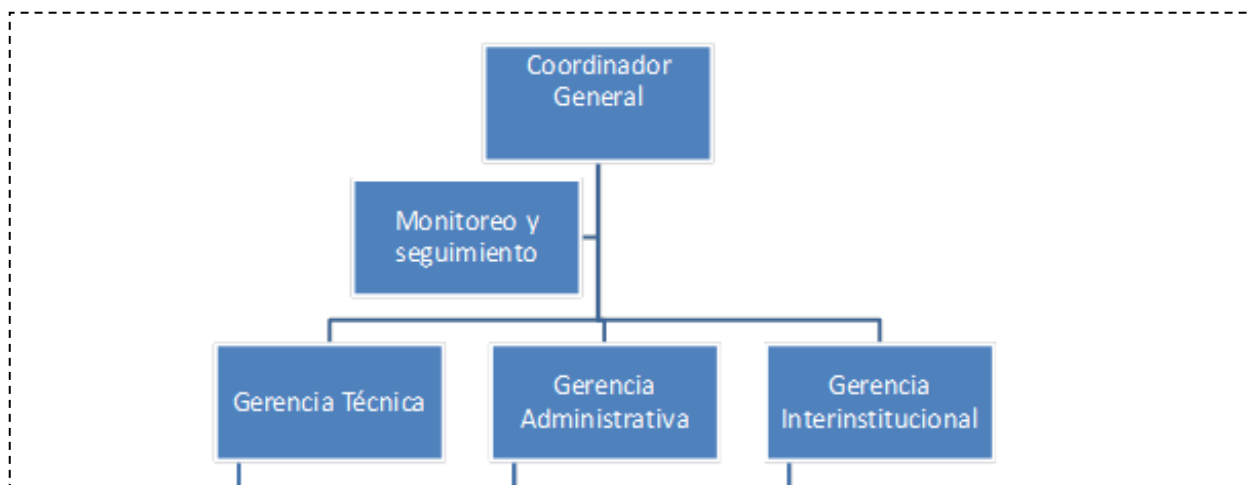 Coordinador
General
Monitoreo y
seguimiento
Gerencia Técnica
Gerencia
Administrativa
Gerencia
Interinstitucional